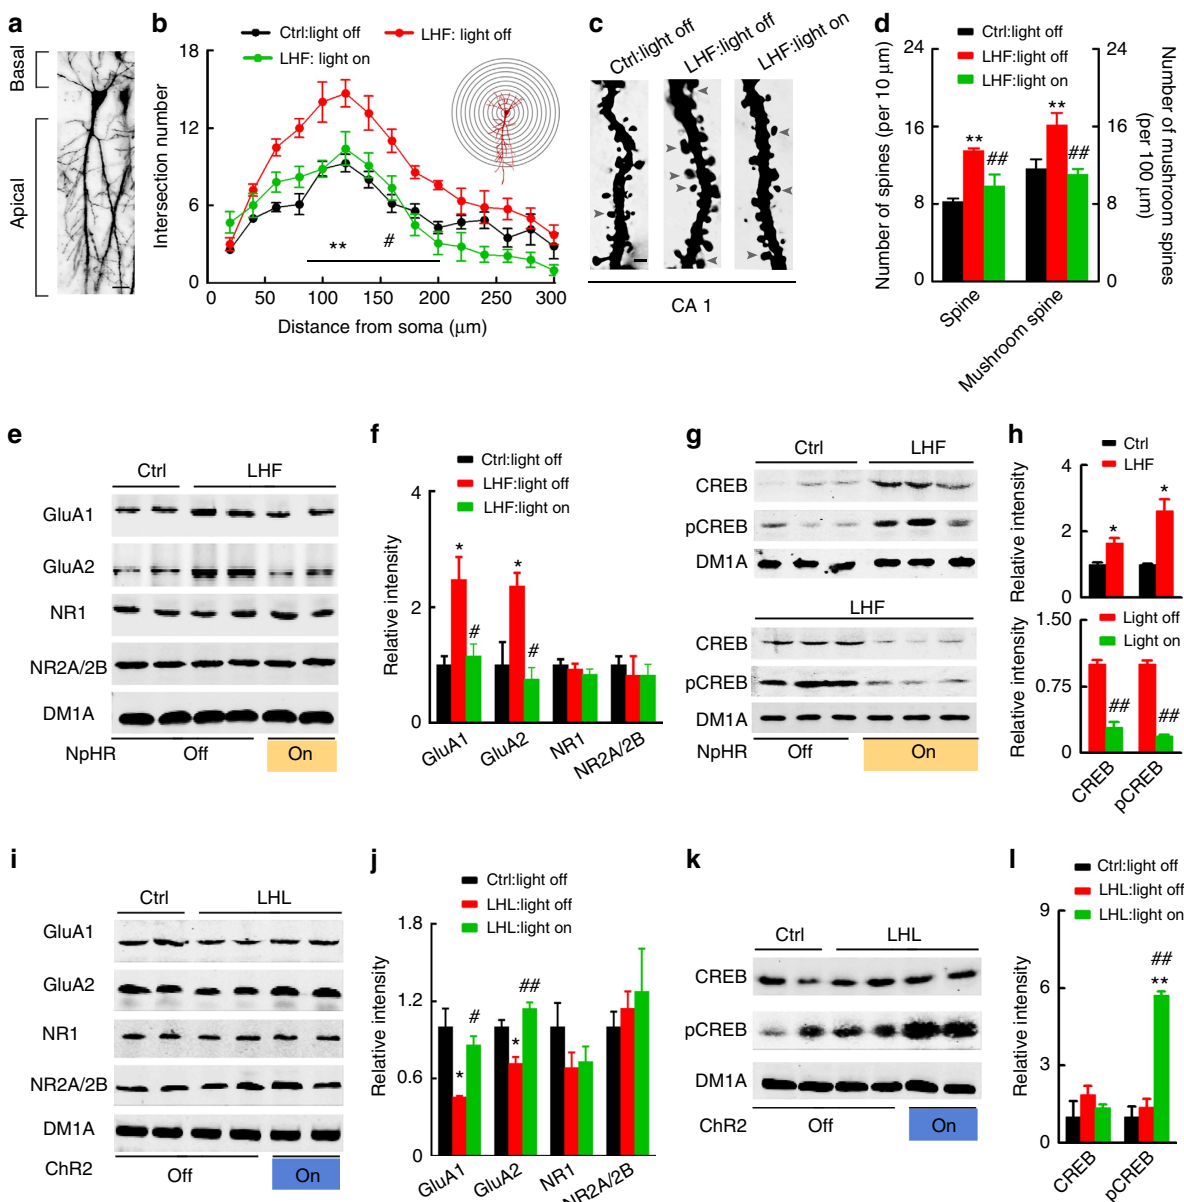 a
Basal
Apical
b
Ctrl:light off
LHF: light off
LHF: light on
Intersection number
18
12
6
0
**
#
0
50
100
150
200
250
300
Distance from soma (μm)
c
Ctrl:light off
LHF:light off
LHF:light on
CA 1
d
Ctrl:light off
LHF:light off
LHF:light on
Number of spines (per 10 μm)
24
16
8
0
**
##
**
##
24
16
8
0
Number of mushroom spines
(per 100 μm)
Spine
Mushroom spine
e
Ctrl
LHF
GluA1
GluA2
NR1
NR2A/2B
DM1A
NpHR
Off
On
f
Ctrl:light off
LHF:light off
LHF:light on
Relative intensity
4
2
0
*
#
*
#
GluA1
GluA2
NR1
NR2A/2B
g
Ctrl
LHF
CREB
pCREB
DM1A
LHF
CREB
pCREB
DM1A
NpHR
Off
On
h
Ctrl
LHF
Relative intensity
4
2
0
*
*
Light off
Light on
Relative intensity
1.50
0.75
0
##
##
CREB
pCREB
i
Ctrl
LHL
GluA1
GluA2
NR1
NR2A/2B
DM1A
ChR2
Off
On
j
Ctrl:light off
LHL:light off
LHL:light on
Relative intensity
1.8
1.2
0.6
0
*
#
*
##
GluA1
GluA2
NR1
NR2A/2B
k
Ctrl
LHL
CREB
pCREB
DM1A
ChR2
Off
On
l
Ctrl:light off
LHL:light off
LHL:light on
Relative intensity
9
6
3
0
##
**
CREB
pCREB